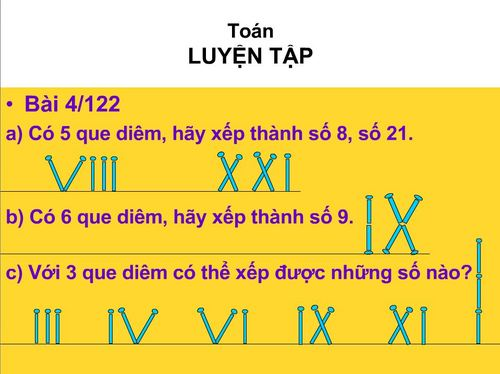 Toán
LUYỆN TẬP
• Bài 4/122
a) Có 5 que diêm, hãy xếp thành số 8, số 21.
VIII XXI
b) Có 6 que diêm, hãy xếp thành số 9.
IX
c) Với 3 que diêm có thể xếp được những số nào?
III IV VI IX XI I